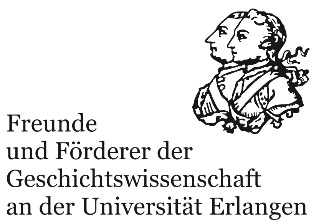 Freunde
und Förderer der
Geschichtswissenschaft
an der Universität Erlangen